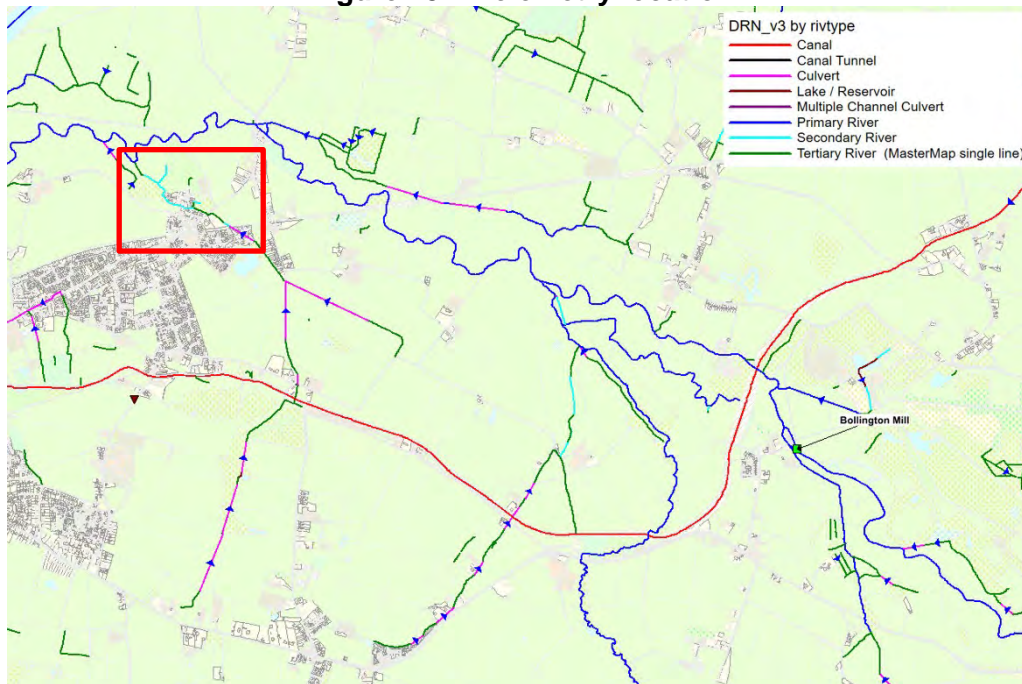 DRN_v3 by rivtype
Canal
Canal Tunnel
Culvert
Lake / Reservoir
Multiple Channel Culvert
Primary River
Secondary River
Tertiary River (MasterMap single line)
Bollington Mill